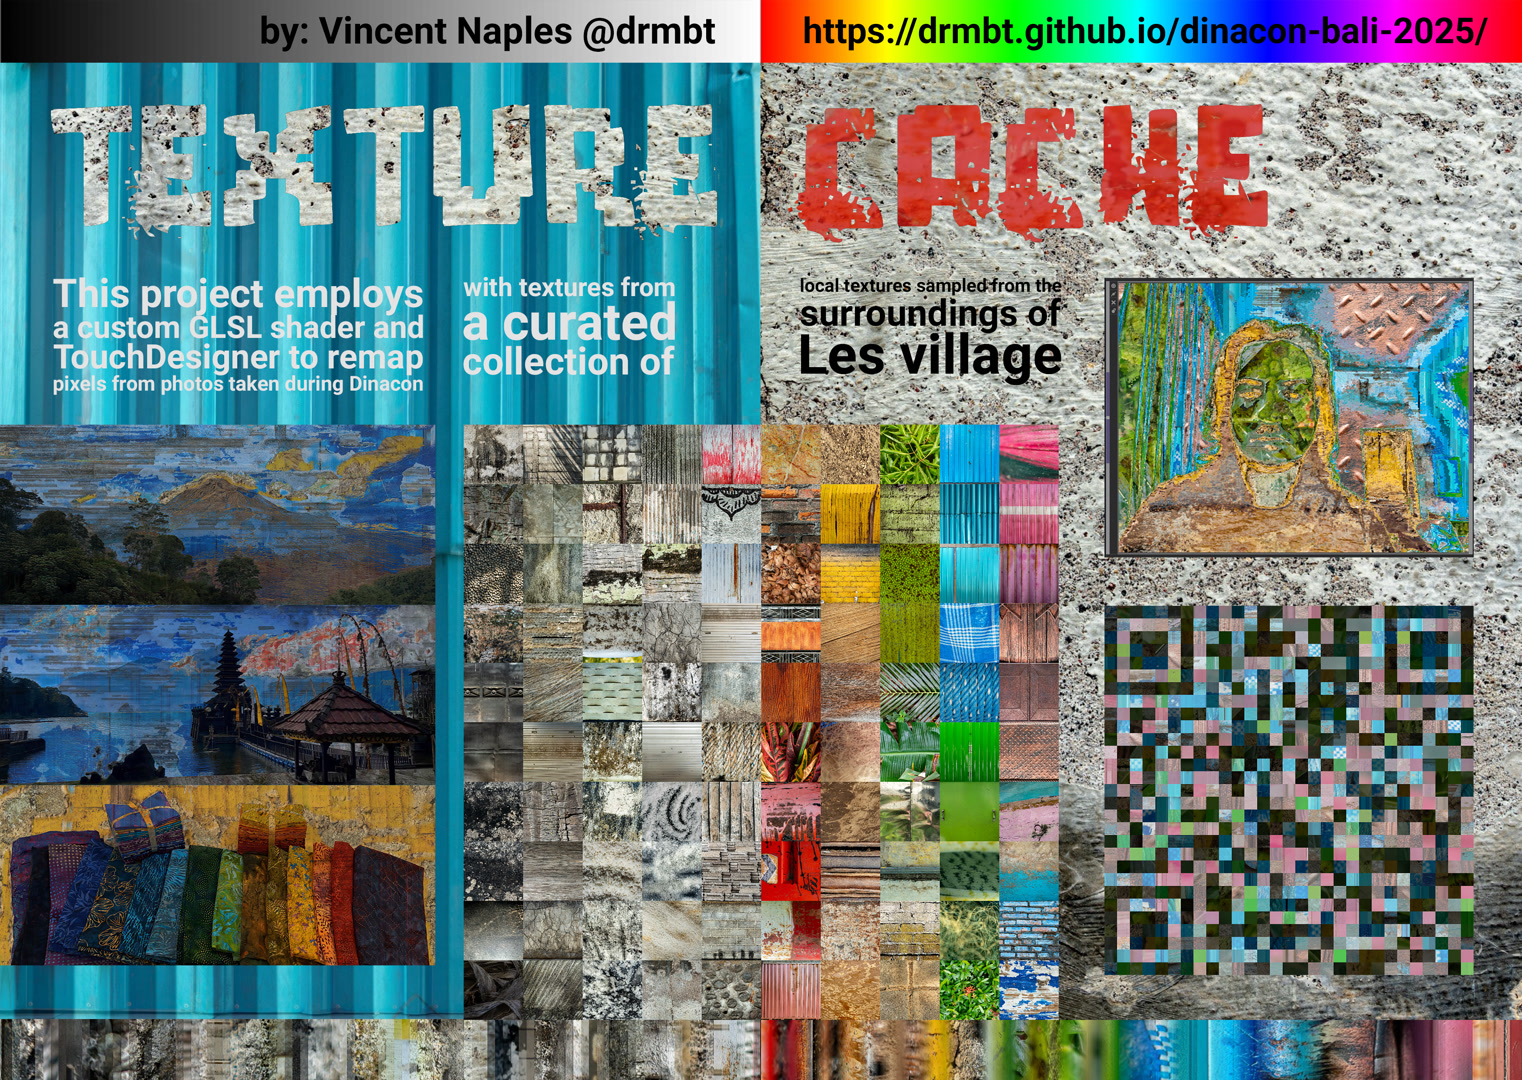 by: Vincent Naples @drmbt
https://drmbt.github.io/dinacon-bali-2025/
TEXTURE
CACHE
This project employs
a custom GLSL shader and
TouchDesigner to remap
pixels from photos taken during Dinacon
with textures from
a curated
collection of
local textures sampled from the
surroundings of
Les village